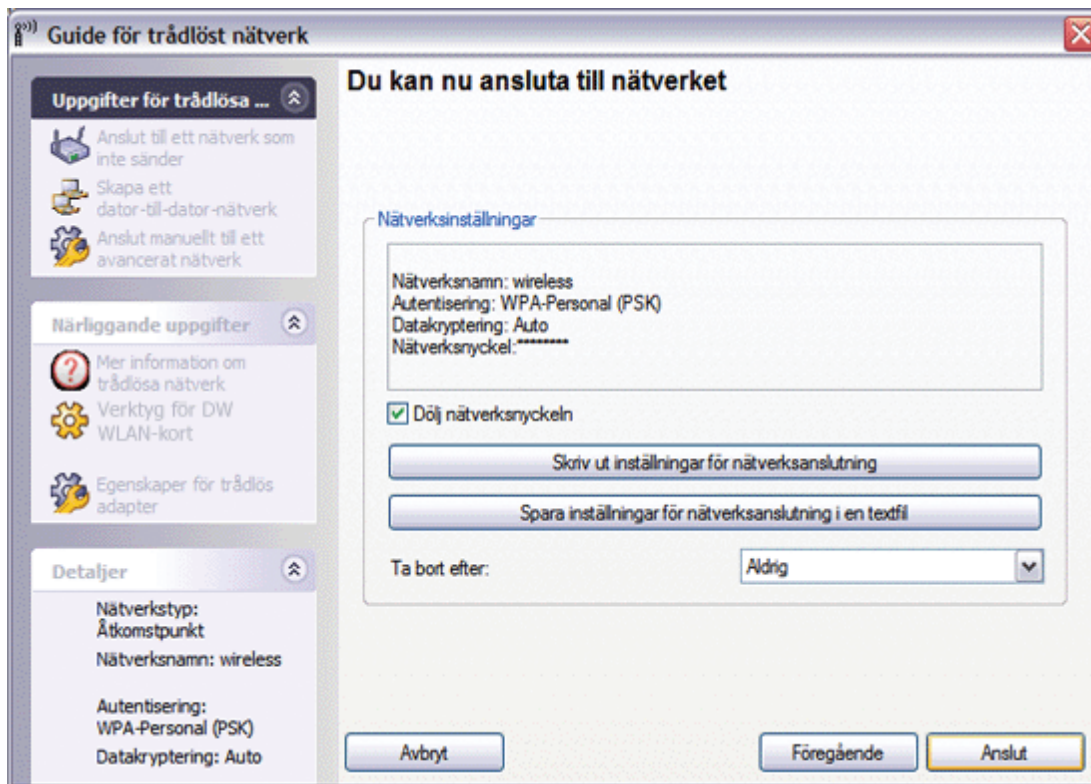 Guide för trådlöst nätverk
Uppgifter för trådlösa ...
Anslut till ett nätverk som
inte sänder
Skapa ett
dator-till-dator-nätverk
Anslut manuellt till ett
avancerat nätverk
Närliggande uppgifter
Mer information om
trådlösa nätverk
Verktyg för DW
WLAN-kort
Egenskaper för trådlös
adapter
Detaljer
Nätverkstyp:
Åtkomstpunkt
Nätverksnamn: wireless
Autentisering:
WPA-Personal (PSK)
Datakryptering: Auto
Du kan nu ansluta till nätverket
Nätverksinställningar
Nätverksnamn: wireless
Autentisering: WPA-Personal (PSK)
Datakryptering: Auto
Nätverksnyckel:********
Dölj nätverksnyckeln
Skriv ut inställningar för nätverksanslutning
Spara inställningar för nätverksanslutning i en textfil
Ta bort efter:
Aldrig
Avbryt
Föregående
Anslut